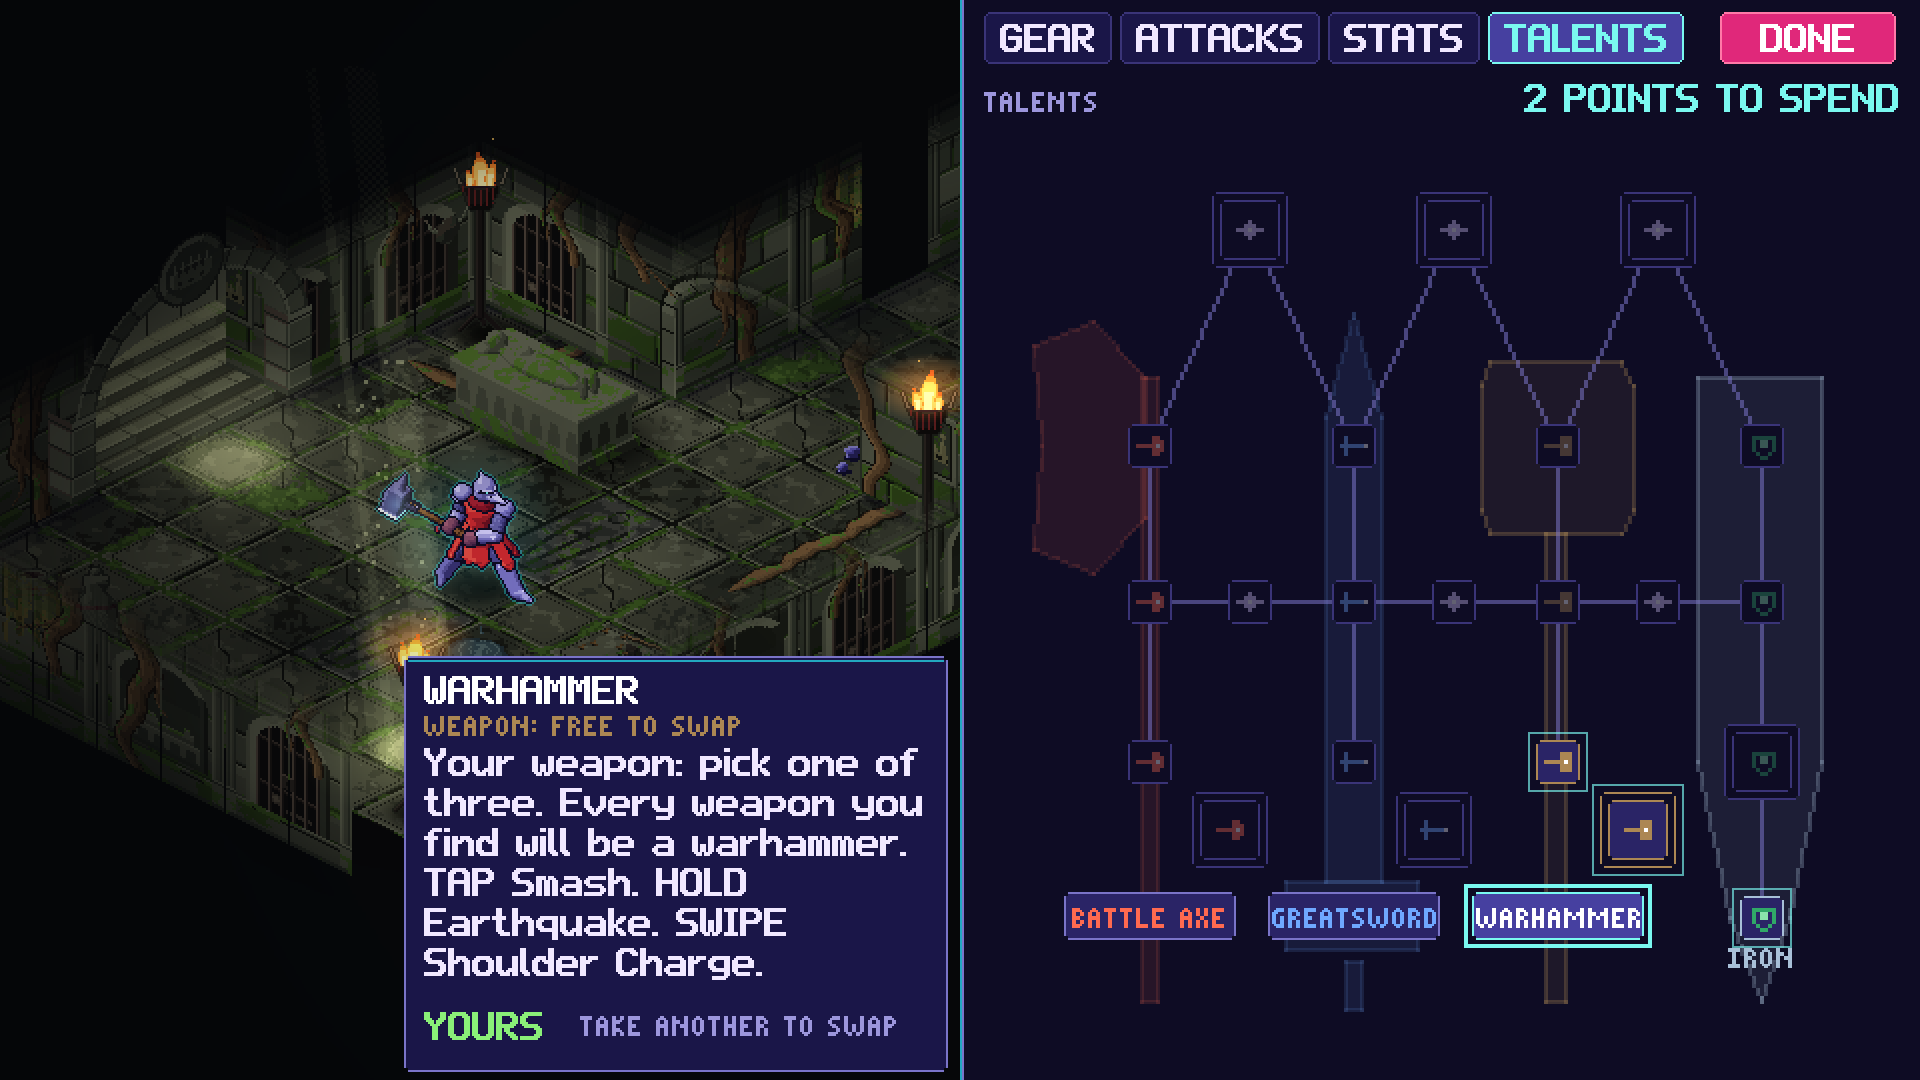 GEAR
ATTACKS
STATS
TALENTS
DONE
TALENTS
2 POINTS TO SPEND
WARHAMMER
WEAPON: FREE TO SWAP
Your weapon: pick one of
three. Every weapon you
find will be a warhammer.
TAP Smash. HOLD
Earthquake. SWIPE
Shoulder Charge.
YOURS
TAKE ANOTHER TO SWAP
BATTLE AXE
GREATSWORD
WARHAMMER
IRON